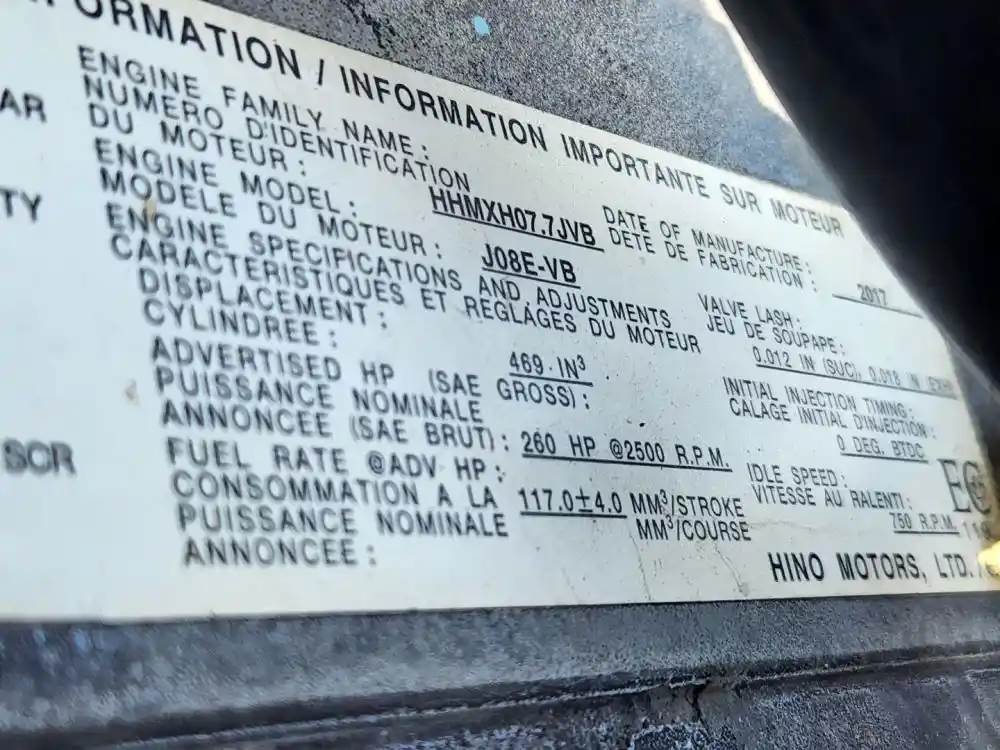 ORMATION / INFORMATION IMPORTANTE SUR MOTEUR
AR
TY
SCR
ENGINE FAMILY NAME:
NUMERO D'IDENTIFICATION
DU MOTEUR: HHMXH07.7JVB
ENGINE MODEL:
MODELE DU MOTEUR: J08E-VB
ENGINE SPECIFICATIONS AND ADJUSTMENTS
CARACTERISTIQUES ET REGLAGES DU MOTEUR
DISPLACEMENT:
CYLINDREE: 469 IN³
ADVERTISED HP (SAE GROSS):
PUISSANCE NOMINALE
ANNONCEE (SAE BRUT): 260 HP @2500 R.P.M.
FUEL RATE @ADV HP:
CONSOMMATION A LA 117.0±4.0 MM³/STROKE
PUISSANCE NOMINALE MM³/COURSE
ANNONCEE:
DATE OF MANUFACTURE:
DETE DE FABRICATION: 2017
VALVE LASH:
JEU DE SOUPAPE:
0.012 IN (SUC), 0.018 IN
INITIAL INJECTION TIMING:
CALAGE INITIAL D'INJECTION:
0 DEG. BTDC
IDLE SPEED:
VITESSE AU RALENTI:
750 R.P.M.
HINO MOTORS, LTD.